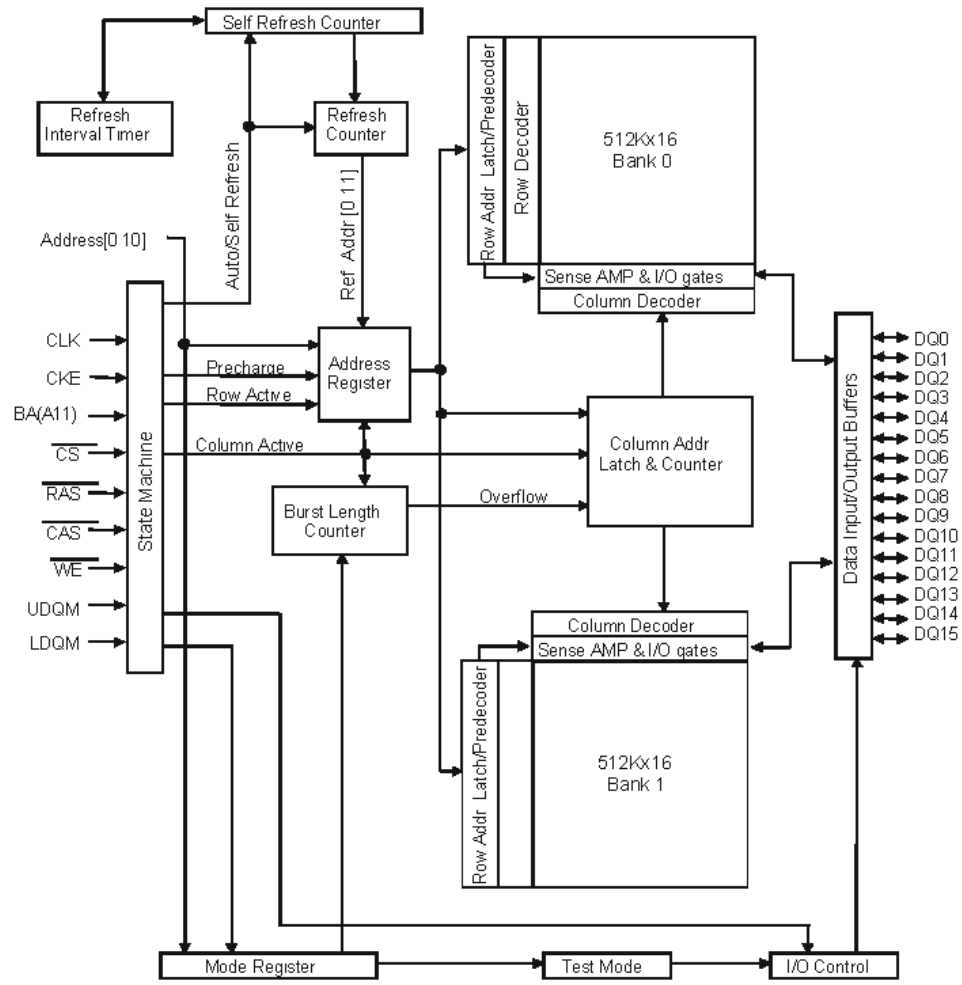 Self Refresh Counter
Refresh
Interval Timer
Refresh
Counter
Auto/Self Refresh
Ref Addr [0 11]
Address[0 10]
Row Addr Latch/Predecoder
Row Decoder
512Kx16
Bank 0
Sense AMP & I/O gates
Column Decoder
State Machine
CLK
CKE
BA(A11)
CS
RAS
CAS
WE
UDQM
LDQM
Precharge
Row Active
Column Active
Address
Register
Burst Length
Counter
Overflow
Column Addr
Latch & Counter
Data Input/Output Buffers
DQ0
DQ1
DQ2
DQ3
DQ4
DQ5
DQ6
DQ7
DQ8
DQ9
DQ10
DQ11
DQ12
DQ13
DQ14
DQ15
Column Decoder
Sense AMP & I/O gates
Row Addr Latch/Predecoder
512Kx16
Bank 1
Mode Register
Test Mode
I/O Control